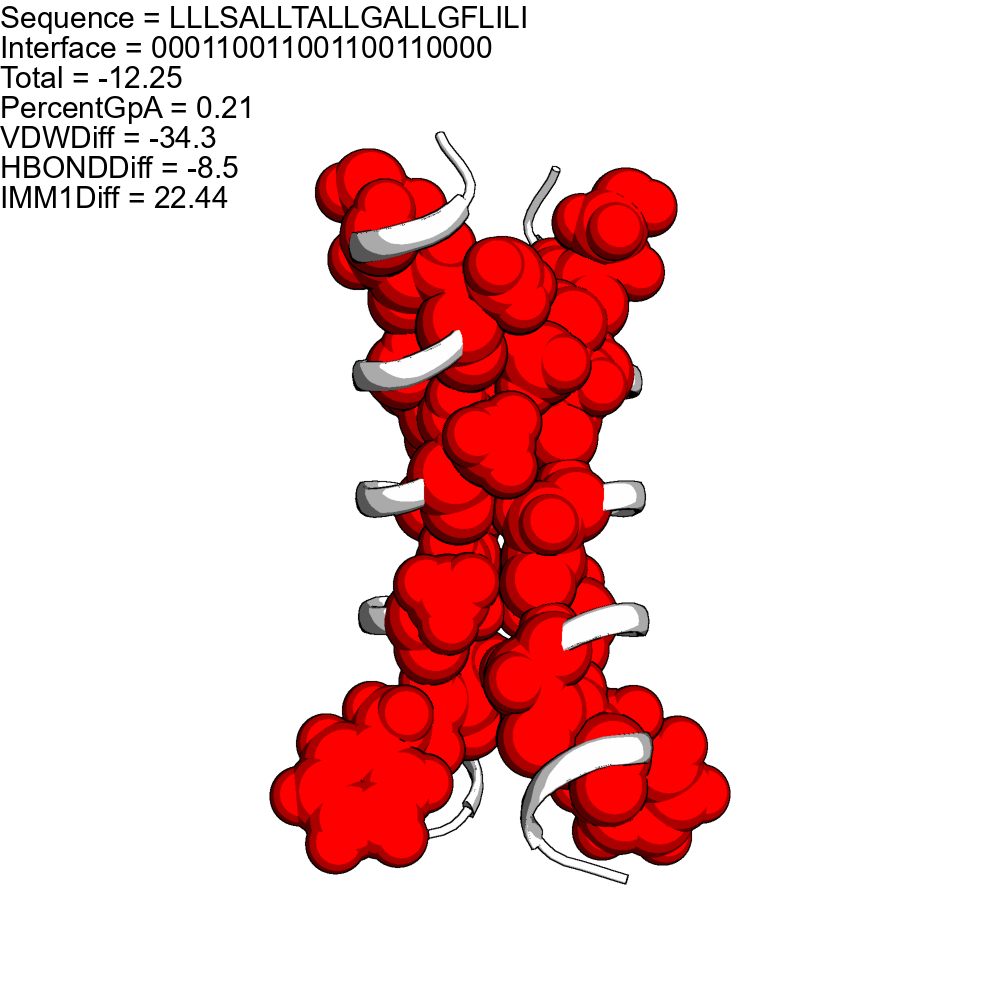 Sequence = LLLSALLTALLGALLGFLILI
Interface = 000110011001100110000
Total = -12.25
PercentGpA = 0.21
VDWDiff = -34.3
HBONDDiff = -8.5
IMM1Diff = 22.44